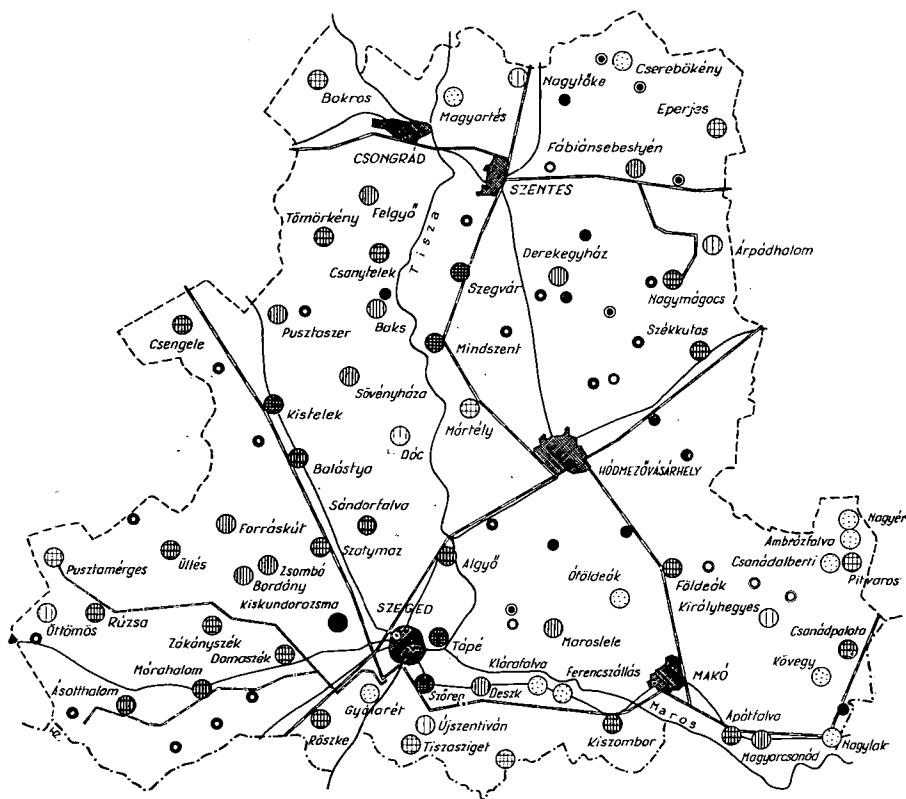 Cserebökény
Nagytőke
Bokros
Magyartés
Eperjes
CSONGRÁD
Fábiánsebestyén
SZENTES
Felgyő
Tömörkény
Tisza
Derekegyház
Árpádhalom
Csanytelek
Szegvár
Nagymágocs
Baks
Pusztaszer
Székkutas
Csengele
Mindszent
Sövényháza
Kistelek
Mártély
Dóc
HÓDMEZŐVÁSÁRHELY
Balástya
Sándorfalva
Nagyér
Forráskút
Ambrózfalva
Szatymaz
Csanádalberti
Pusztamérges
Üllés
Zsombó
Algyő
Pitvaros
Bordány
Óföldeák
Földeák
Kiskundorozsma
Királyhegyes
SZEGED
Öttömös
Rúzsa
Zákányszék
Tápé
Maroslele
Csanádpalota
Domaszék
Klárafalva
Ferencszállás
MAKÓ
Kövegy
Mórahalom
Ásotthalom
Szőreg
Deszk
Gyálarét
Maros
Apátfalva
Röszke
Újszentiván
Kiszombor
Magyarcsanád
Nagylak
Tiszasziget